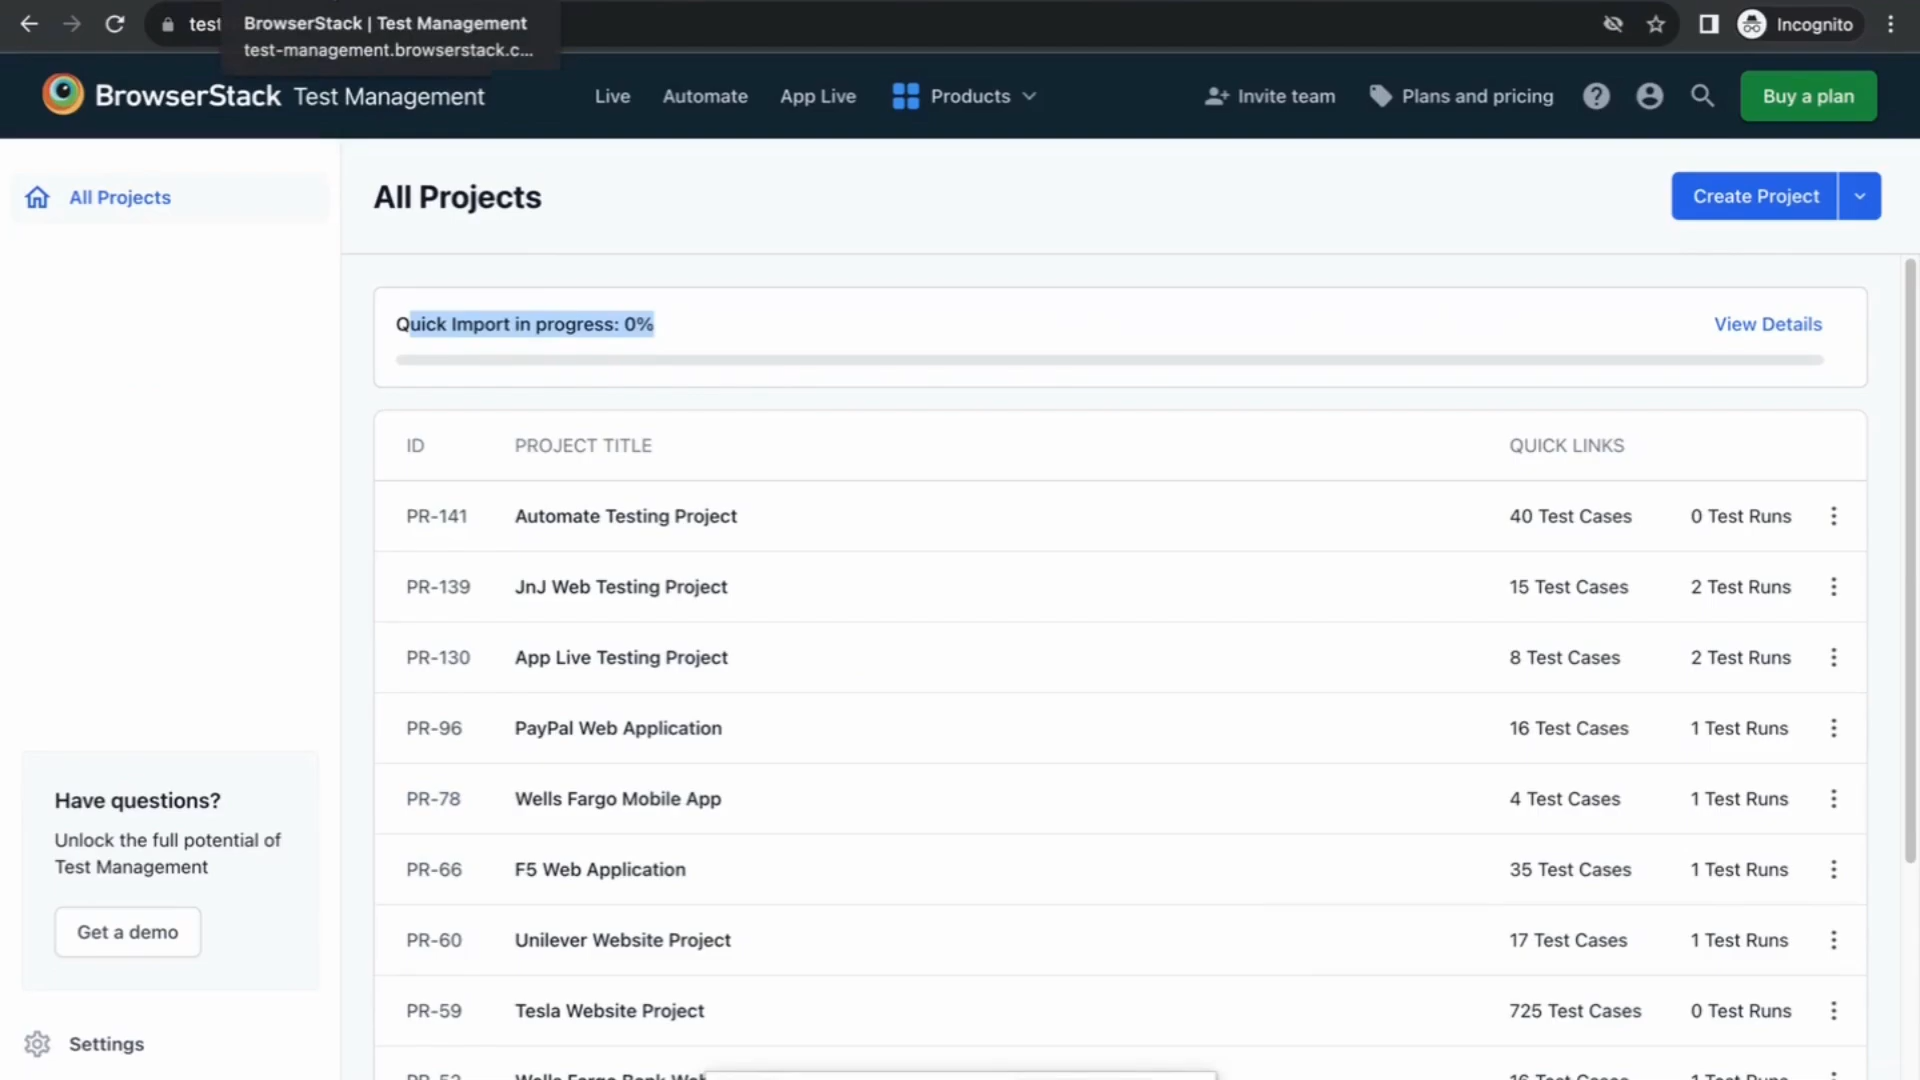 test
BrowserStack | Test Management
test-management.browserstack.c...
Incognito
BrowserStack Test Management
Live
Automate
App Live
Products
Invite team
Plans and pricing
Buy a plan
All Projects
All Projects
Create Project
Quick Import in progress: 0%
View Details
ID PROJECT TITLE QUICK LINKS
PR-141 Automate Testing Project 40 Test Cases 0 Test Runs
PR-139 JnJ Web Testing Project 15 Test Cases 2 Test Runs
PR-130 App Live Testing Project 8 Test Cases 2 Test Runs
PR-96 PayPal Web Application 16 Test Cases 1 Test Runs
PR-78 Wells Fargo Mobile App 4 Test Cases 1 Test Runs
PR-66 F5 Web Application 35 Test Cases 1 Test Runs
PR-60 Unilever Website Project 17 Test Cases 1 Test Runs
PR-59 Tesla Website Project 725 Test Cases 0 Test Runs
Have questions?
Unlock the full potential of
Test Management
Get a demo
Settings